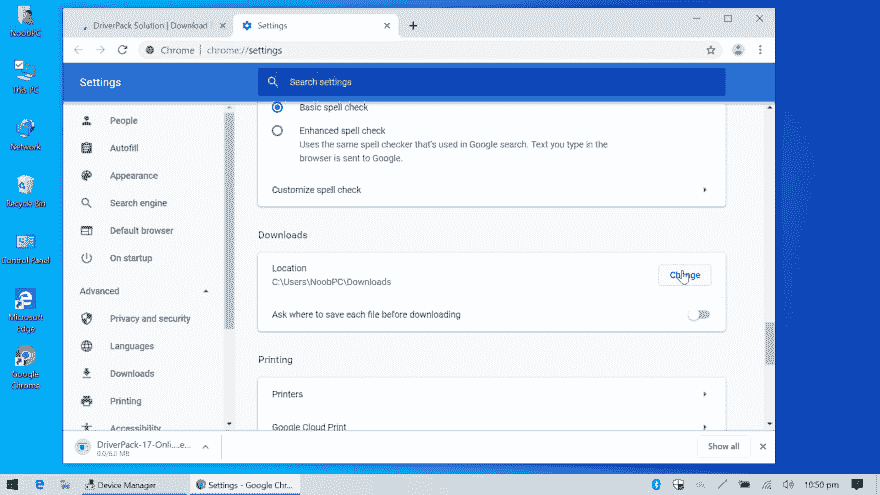 NoobPC
This PC
Network
Recycle Bin
Control Panel
Microsoft
Edge
Google
Chrome
DriverPack Solution | Download
Settings
Chrome | chrome://settings
Settings
Search settings
People
Autofill
Appearance
Search engine
Default browser
On startup
Advanced
Privacy and security
Languages
Downloads
Printing
Accessibility
Basic spell check
Enhanced spell check
Uses the same spell checker that's used in Google search. Text you type in the
browser is sent to Google.
Customize spell check
Downloads
Location
C:\Users\NoobPC\Downloads
Change
Ask where to save each file before downloading
Printing
Printers
Google Cloud Print
DriverPack-17-Onli....e...
0.0/6.0 MB
Show all
Device Manager
Settings - Google Chr...
10:50 pm